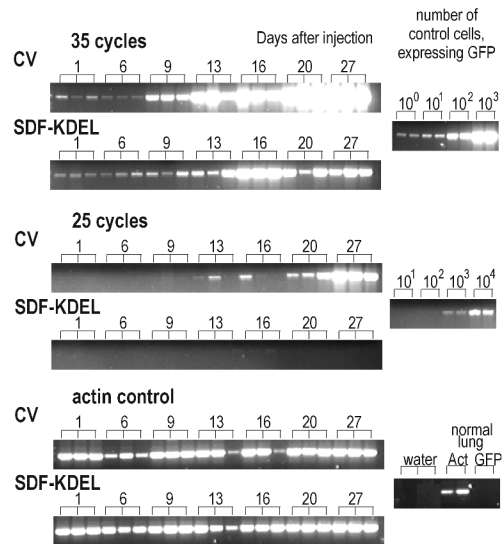 number of
control cells,
expressing GFP
35 cycles
Days after injection
CV
1 6 9 13 16 20 27
10⁰ 10¹ 10² 10³
SDF-KDEL
1 6 9 13 16 20 27
25 cycles
CV
1 6 9 13 16 20 27
10¹ 10² 10³ 10⁴
SDF-KDEL
1 6 9 13 16 20 27
actin control
CV
1 6 9 13 16 20 27
normal
lung
water Act GFP
SDF-KDEL
1 6 9 13 16 20 27